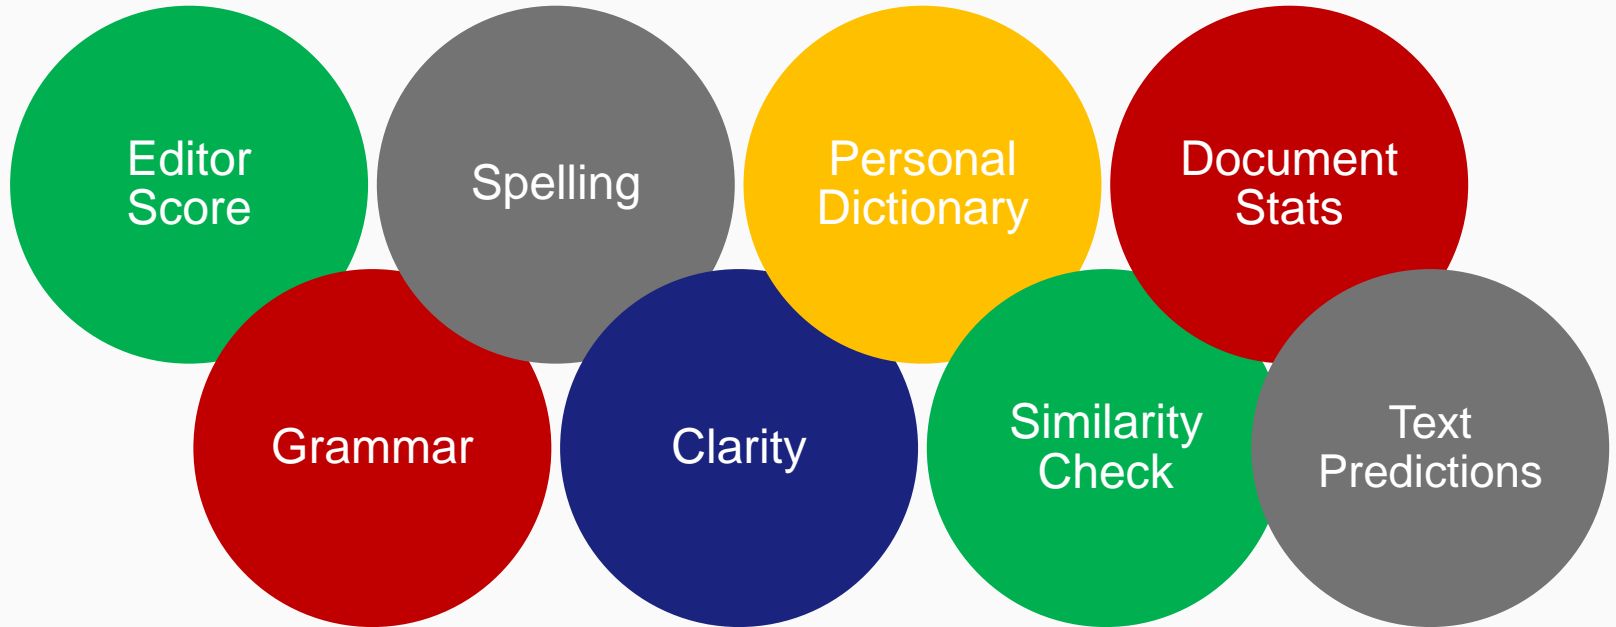 Editor
Score
Spelling
Personal
Dictionary
Document
Stats
Grammar
Clarity
Similarity
Check
Text
Predictions